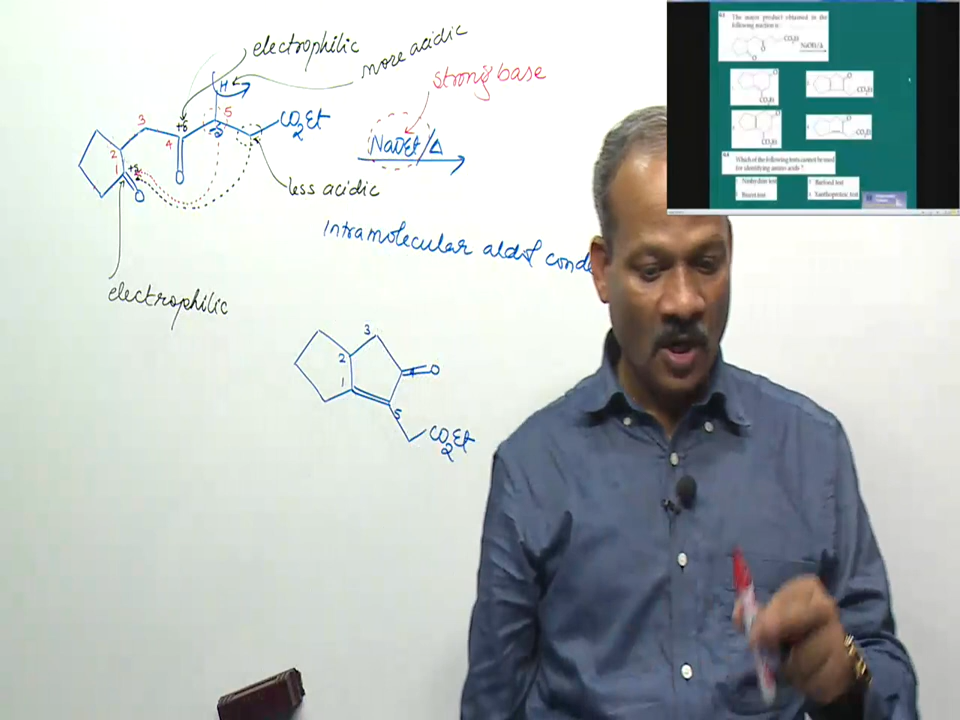 electrophilic
more acidic
strong base
H
+δ
3
5
4
2
1
+δ
O
O
CO2Et
NaOEt/Δ
less acidic
Intramolecular aldol
electrophilic
3
2
1
5
O
CO2Et
The major product obtained in the
following reaction is
CO₂Et
NaOEt/Δ
O
O
CO₂Et
CO₂Et
CO₂Et
CO₂Et
Which of the following tests cannot be used
for identifying amino acids ?
Ninhydrin test
Barfoed test
Biuret test
Xanthoproteic test